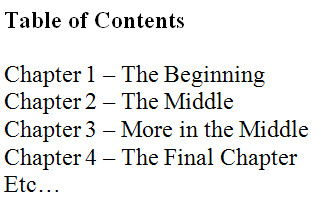 Table of Contents
Chapter 1 – The Beginning
Chapter 2 – The Middle
Chapter 3 – More in the Middle
Chapter 4 – The Final Chapter
Etc…